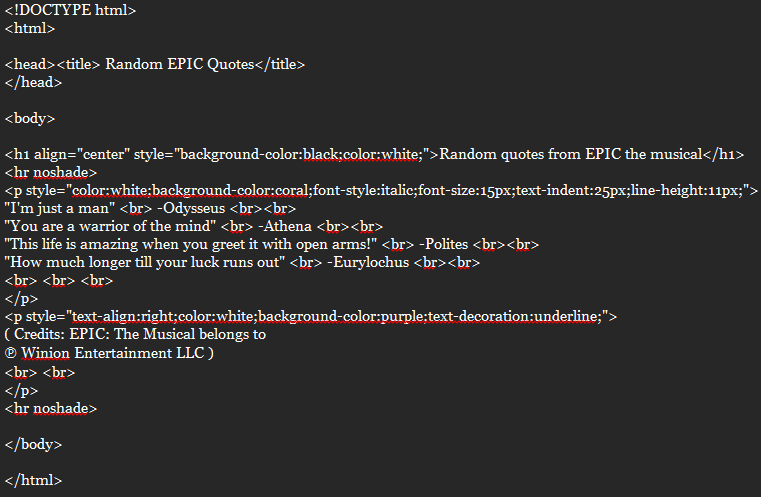 <!DOCTYPE html>
<html>
<head><title> Random EPIC Quotes</title>
</head>
<body>
<h1 align="center" style="background-color:black;color:white;">Random quotes from EPIC the musical</h1>
<hr noshade>
<p style="color:white;background-color:coral;font-style:italic;font-size:15px;text-indent:25px;line-height:11px;">
"I'm just a man" <br> -Odysseus <br><br>
"You are a warrior of the mind" <br> -Athena <br><br>
"This life is amazing when you greet it with open arms!" <br> -Polites <br><br>
"How much longer till your luck runs out" <br> -Eurylochus <br><br>
<br> <br> <br>
</p>
<p style="text-align:right;color:white;background-color:purple;text-decoration:underline;">
( Credits: EPIC: The Musical belongs to
℗ Winion Entertainment LLC )
<br> <br>
</p>
<hr noshade>
</body>
</html>